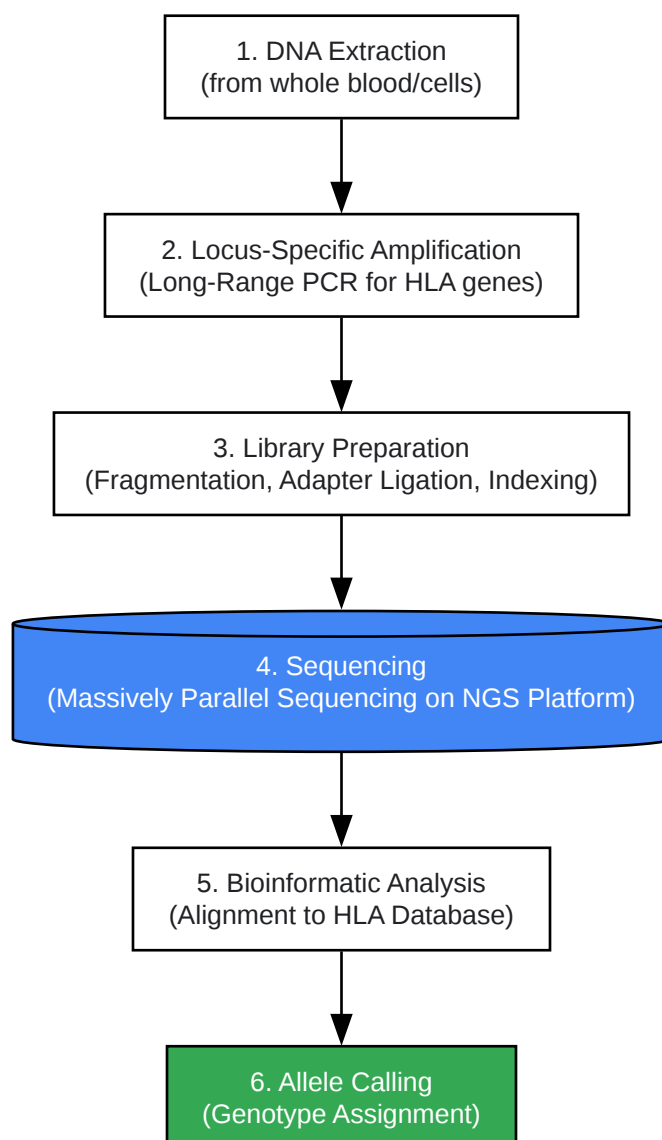 1. DNA Extraction
(from whole blood/cells)
2. Locus-Specific Amplification
(Long-Range PCR for HLA genes)
3. Library Preparation
(Fragmentation, Adapter Ligation, Indexing)
4. Sequencing
(Massively Parallel Sequencing on NGS Platform)
5. Bioinformatic Analysis
(Alignment to HLA Database)
6. Allele Calling
(Genotype Assignment)